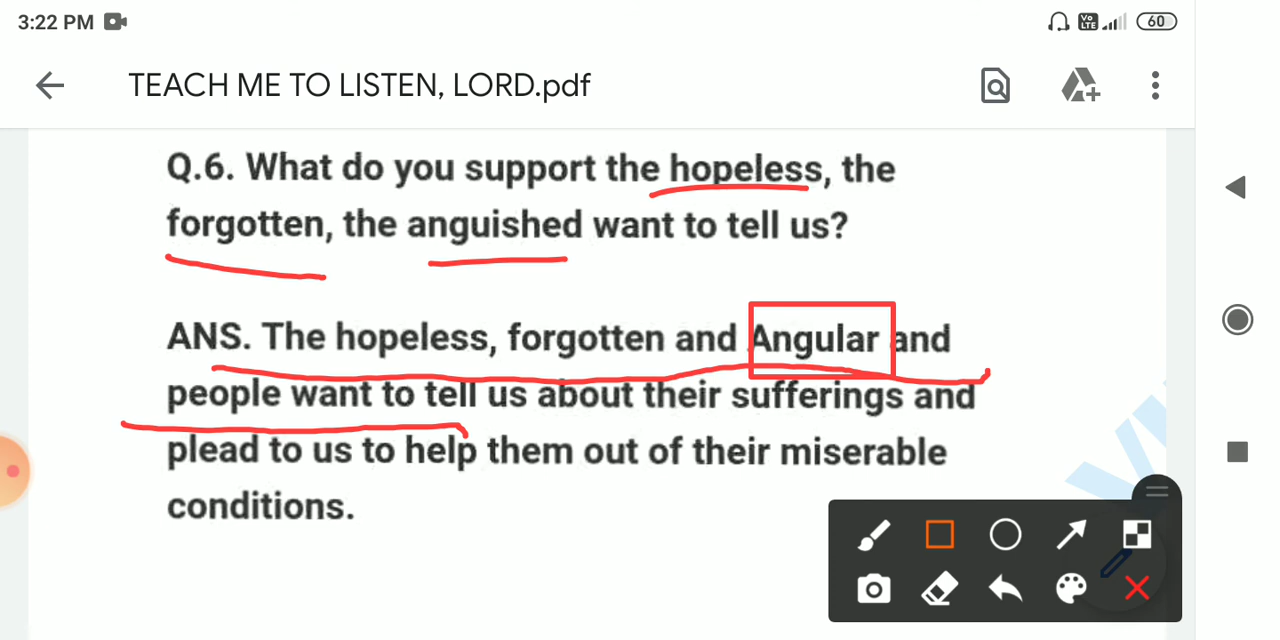 3:22 PM
Vo LTE
60
TEACH ME TO LISTEN, LORD.pdf
Q.6. What do you support the hopeless, the
forgotten, the anguished want to tell us?
ANS. The hopeless, forgotten and Angular and
people want to tell us about their sufferings and
plead to us to help them out of their miserable
conditions.